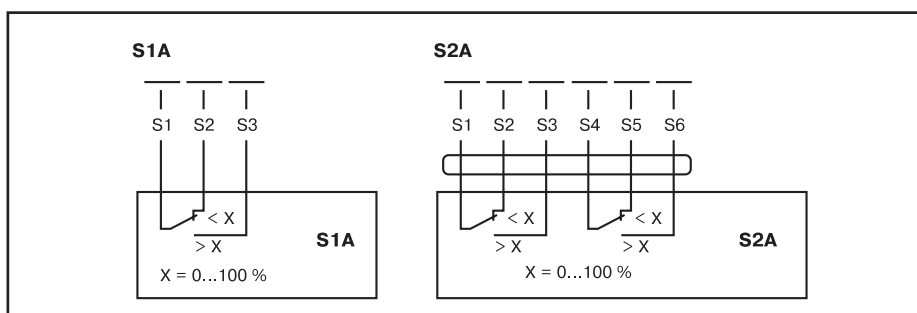 S1A
S2A
S1 S2 S3
S1 S2 S3 S4 S5 S6
< X
> X
S1A
X = 0...100 %
< X
> X
< X
> X
S2A
X = 0...100 %